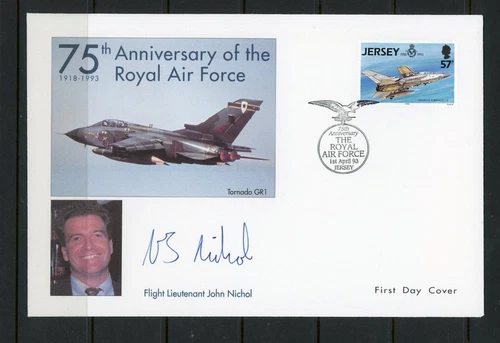 75th Anniversary of the
1918-1993 Royal Air Force
Tornado GR1
JERSEY
57P
75th
Anniversary
THE
ROYAL
AIR FORCE
1st April 93
JERSEY
Flight Lieutenant John Nichol
First Day Cover